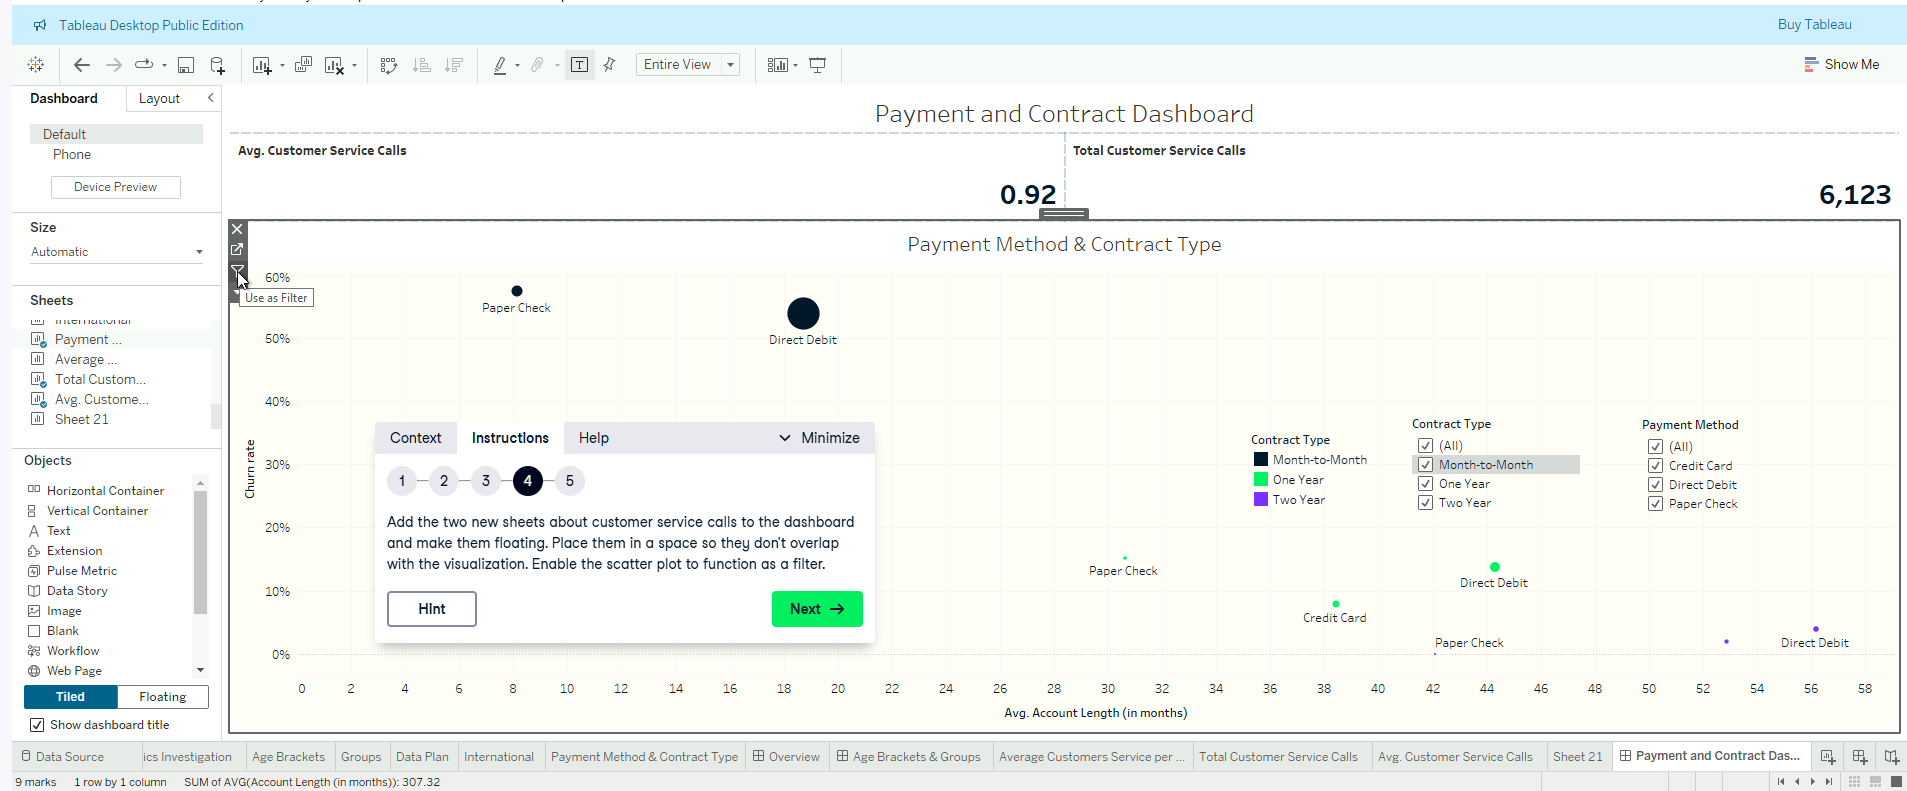 Tableau Desktop Public Edition
Buy Tableau
Entire View
Show Me
Dashboard
Layout
Default
Phone
Device Preview
Size
Automatic
Sheets
International
Payment ...
Average ...
Total Custom...
Avg. Custome...
Sheet 21
Objects
Horizontal Container
Vertical Container
Text
Extension
Pulse Metric
Data Story
Image
Blank
Workflow
Web Page
Tiled
Floating
Show dashboard title
Payment and Contract Dashboard
Avg. Customer Service Calls
0.92
Total Customer Service Calls
6,123
Use as Filter
Payment Method & Contract Type
Churn rate
60%
50%
40%
30%
20%
10%
0%
Paper Check
Direct Debit
Paper Check
Credit Card
Direct Debit
Paper Check
Direct Debit
Contract Type
Month-to-Month
One Year
Two Year
Contract Type
(All)
Month-to-Month
One Year
Two Year
Payment Method
(All)
Credit Card
Direct Debit
Paper Check
Context
Instructions
Help
Minimize
1
2
3
4
5
Add the two new sheets about customer service calls to the dashboard
and make them floating. Place them in a space so they don't overlap
with the visualization. Enable the scatter plot to function as a filter.
Hint
Next
0 2 4 6 8 10 12 14 16 18 20 22 24 26 28 30 32 34 36 38 40 42 44 46 48 50 52 54 56 58
Avg. Account Length (in months)
Data Source
ics Investigation
Age Brackets
Groups
Data Plan
International
Payment Method & Contract Type
Overview
Age Brackets & Groups
Average Customers Service per ...
Total Customer Service Calls
Avg. Customer Service Calls
Sheet 21
Payment and Contract Das...
9 marks
1 row by 1 column
SUM of AVG(Account Length (in months)): 307.32